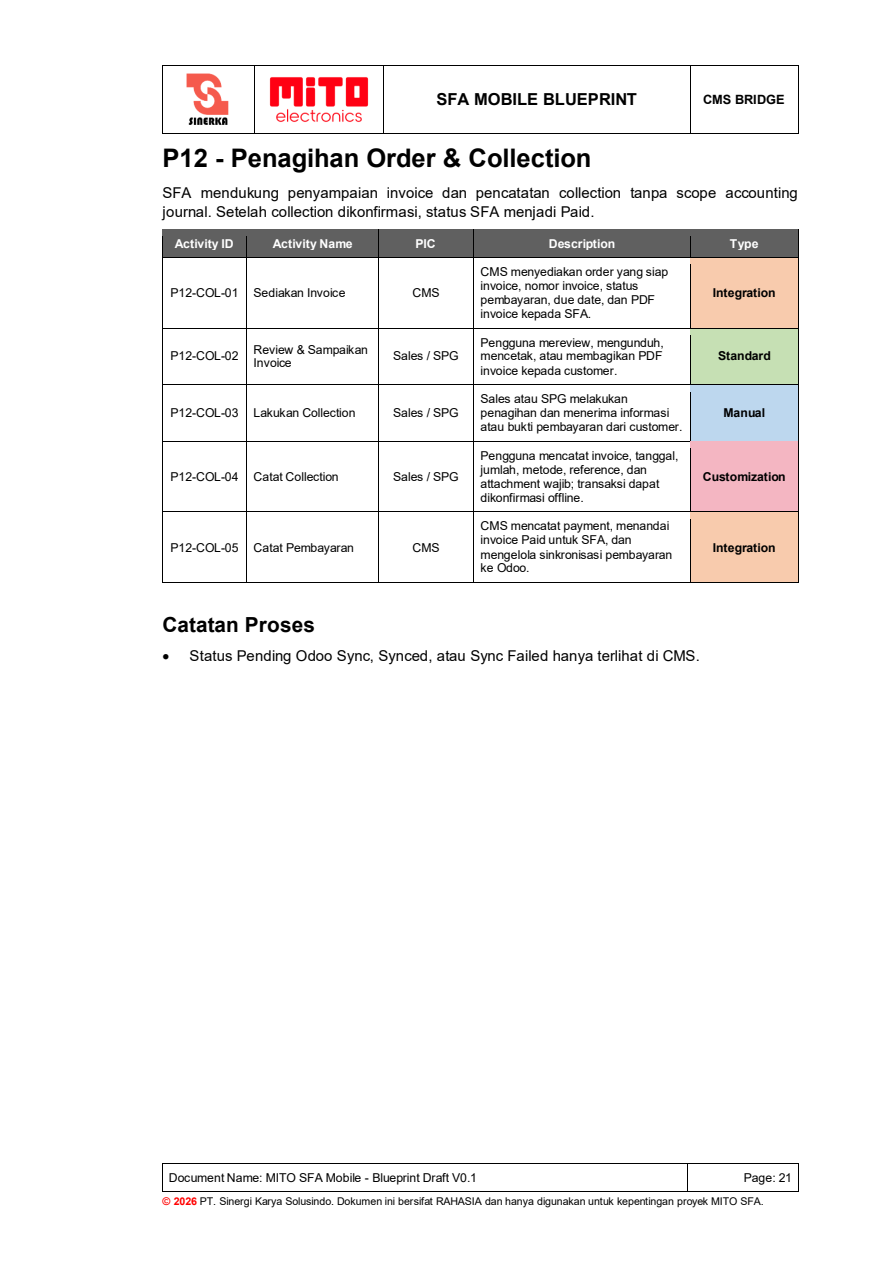 SINERKA
MiTO
electronics
SFA MOBILE BLUEPRINT
CMS BRIDGE
P12 - Penagihan Order & Collection
SFA mendukung penyampaian invoice dan pencatatan collection tanpa scope accounting
journal. Setelah collection dikonfirmasi, status SFA menjadi Paid.
Activity ID Activity Name PIC Description Type
P12-COL-01 Sediakan Invoice CMS
CMS menyediakan order yang siap
invoice, nomor invoice, status
pembayaran, due date, dan PDF
invoice kepada SFA.
Integration
P12-COL-02
Review & Sampaikan
Invoice
Sales / SPG
Pengguna mereview, mengunduh,
mencetak, atau membagikan PDF
invoice kepada customer.
Standard
P12-COL-03 Lakukan Collection Sales / SPG
Sales atau SPG melakukan
penagihan dan menerima informasi
atau bukti pembayaran dari customer.
Manual
P12-COL-04 Catat Collection Sales / SPG
Pengguna mencatat invoice, tanggal,
jumlah, metode, reference, dan
attachment wajib; transaksi dapat
dikonfirmasi offline.
Customization
P12-COL-05 Catat Pembayaran CMS
CMS mencatat payment, menandai
invoice Paid untuk SFA, dan
mengelola sinkronisasi pembayaran
ke Odoo.
Integration
Catatan Proses
• Status Pending Odoo Sync, Synced, atau Sync Failed hanya terlihat di CMS.
Document Name: MITO SFA Mobile - Blueprint Draft V0.1 Page: 21
© 2026 PT. Sinergi Karya Solusindo. Dokumen ini bersifat RAHASIA dan hanya digunakan untuk kepentingan proyek MITO SFA.